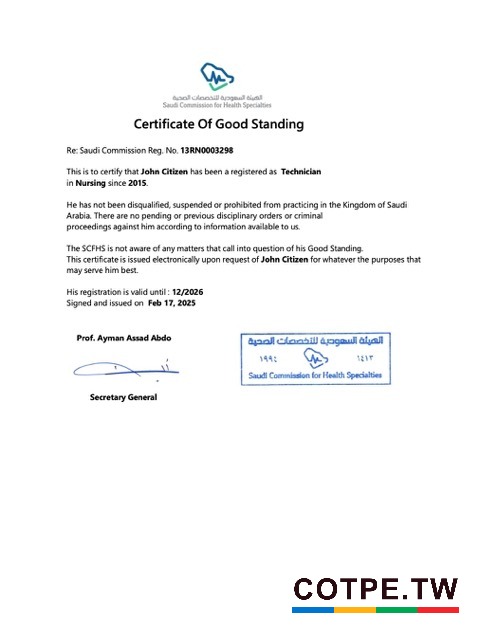 الهيئة السعودية للتخصصات الصحية
Saudi Commission for Health Specialties
Certificate Of Good Standing
Re: Saudi Commission Reg. No. 13RN0003298
This is to certify that John Citizen has been a registered as Technician
in Nursing since 2015.
He has not been disqualified, suspended or prohibited from practicing in the Kingdom of Saudi
Arabia. There are no pending or previous disciplinary orders or criminal
proceedings against him according to information available to us.
The SCFHS is not aware of any matters that call into question of his Good Standing.
This certificate is issued electronically upon request of John Citizen for whatever the purposes that
may serve him best.
His registration is valid until : 12/2026
Signed and issued on Feb 17, 2025
Prof. Ayman Assad Abdo
Secretary General
الهيئة السعودية للتخصصات الصحية
١٩٩٤ ١٤١٣
Saudi Commission for Health Specialties
COTPE.TW